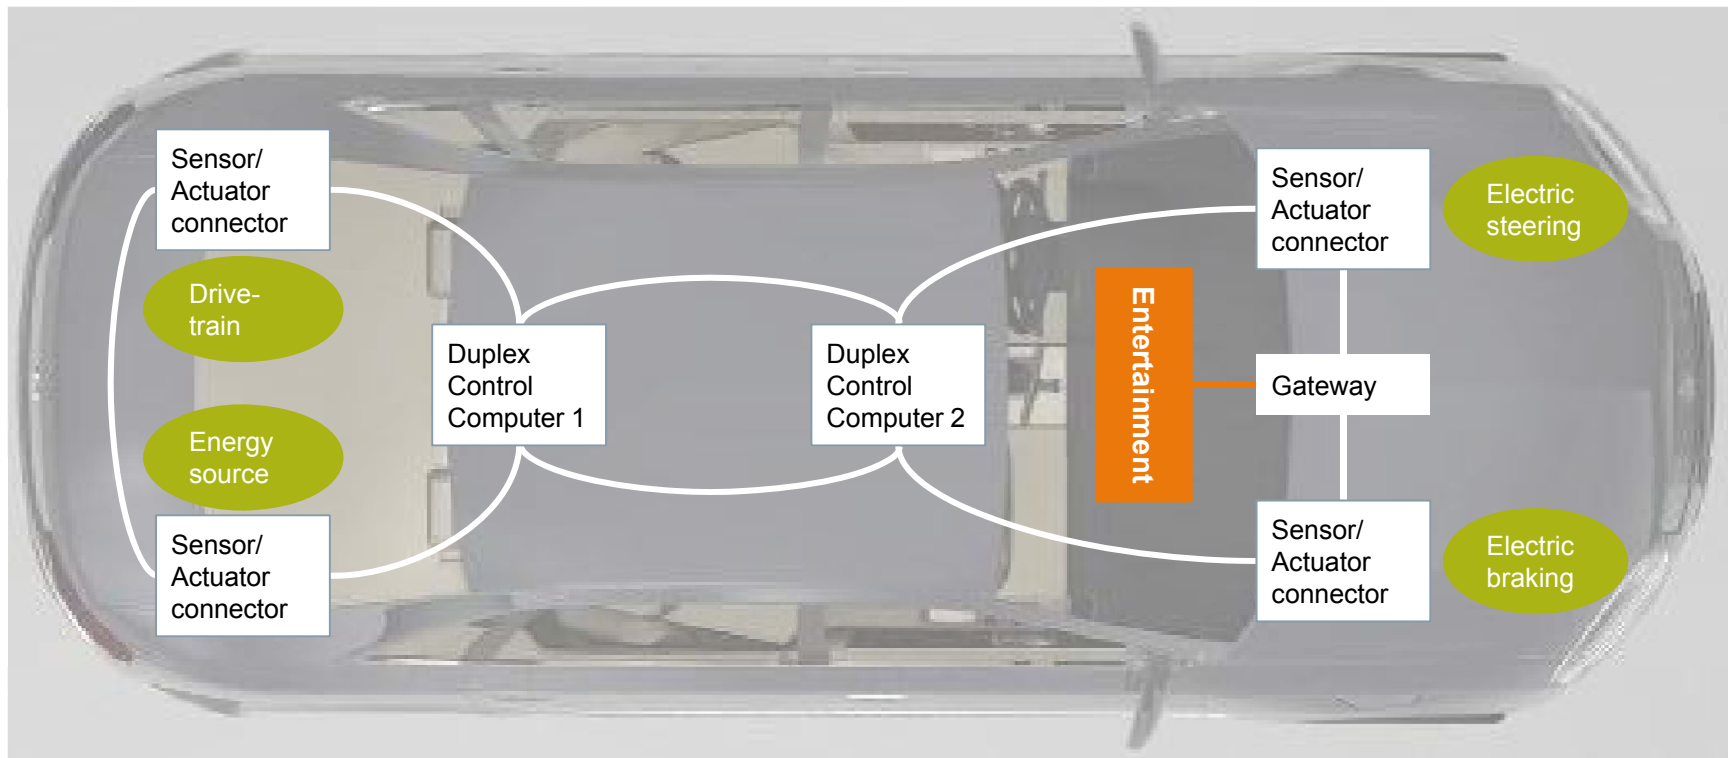 Sensor/
Actuator
connector
Drive-
train
Energy
source
Sensor/
Actuator
connector
Duplex
Control
Computer 1
Duplex
Control
Computer 2
Entertainment
Sensor/
Actuator
connector
Electric
steering
Gateway
Sensor/
Actuator
connector
Electric
braking